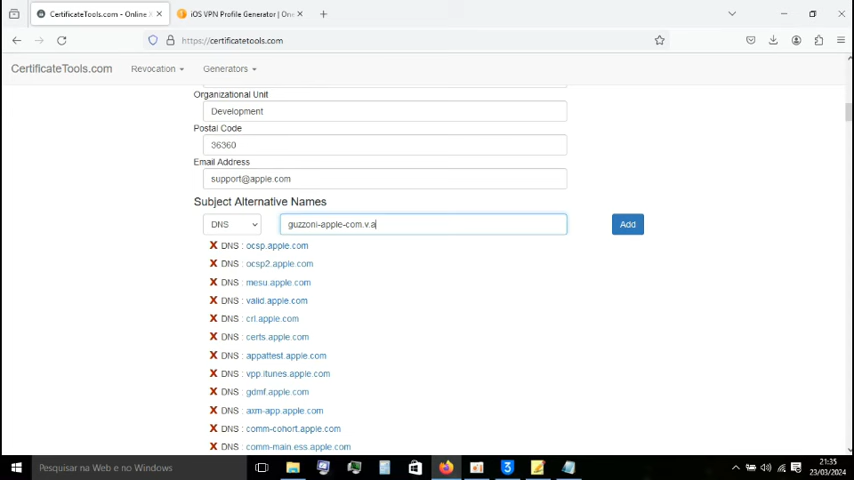 CertificateTools.com - Online X
iOS VPN Profile Generator | On
https://certificatetools.com
CertificateTools.com Revocation Generators
Organizational Unit
Development
Postal Code
36360
Email Address
support@apple.com
Subject Alternative Names
DNS guzzoni-apple-com.v.a Add
X DNS : ocsp.apple.com
X DNS : ocsp2.apple.com
X DNS : mesu.apple.com
X DNS : valid.apple.com
X DNS : crl.apple.com
X DNS : certs.apple.com
X DNS : appattest.apple.com
X DNS : vpp.itunes.apple.com
X DNS : gdmf.apple.com
X DNS : axm-app.apple.com
X DNS : comm-cohort.apple.com
X DNS : comm-main.ess.apple.com
Pesquisar na Web e no Windows
21:35
23/03/2024